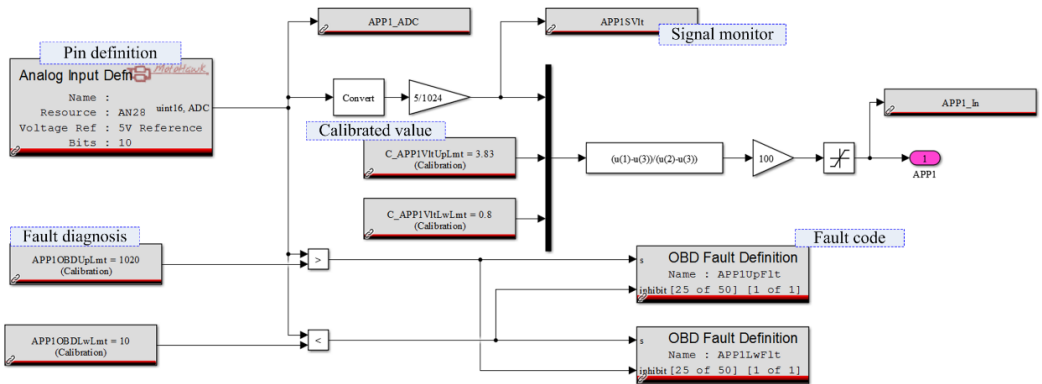 APP1_ADC
APP1SVlt
Signal monitor
Pin definition
Analog Input Defn
MotoHawk
Name :
Resource : AN28
Voltage Ref : 5V Reference
Bits : 10
uint16, ADC
Convert
5/1024
Calibrated value
C_APP1VltUpLmt = 3.83
(Calibration)
(u(1)-u(3))/(u(2)-u(3))
100
APP1_In
1
APP1
C_APP1VltLwLmt = 0.8
(Calibration)
Fault diagnosis
APP1OBDUpLmt = 1020
(Calibration)
>
Fault code
s
OBD Fault Definition
Name : APP1UpFlt
inhibit [25 of 50] [1 of 1]
APP1OBDLwLmt = 10
(Calibration)
<
s
OBD Fault Definition
Name : APP1LwFlt
inhibit [25 of 50] [1 of 1]